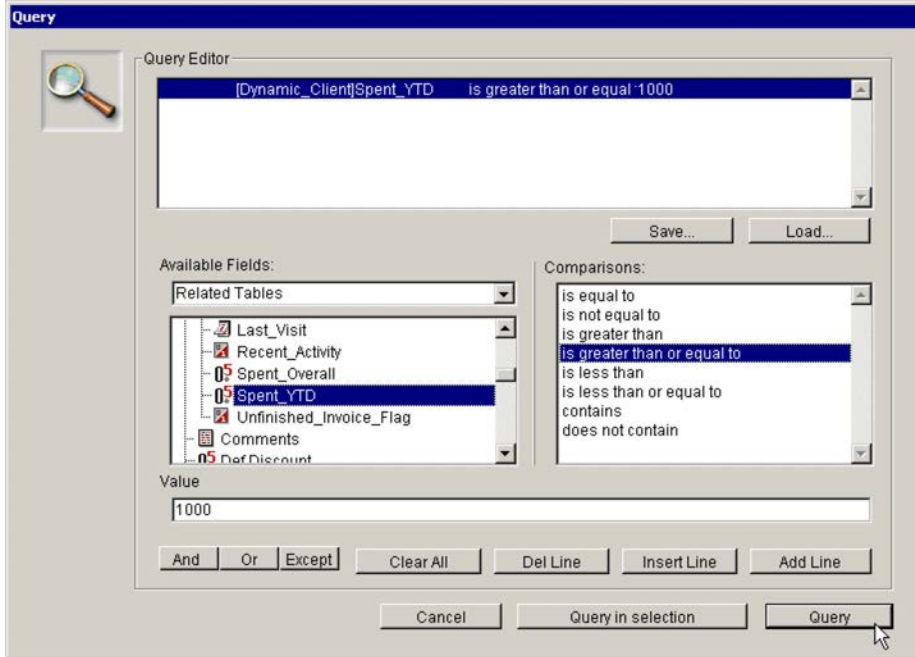 Query
Query Editor
[Dynamic_Client]Spent_YTD is greater than or equal 1000
Save... Load...
Available Fields:
Comparisons:
Related Tables
Last_Visit
Recent_Activity
Spent_Overall
Spent_YTD
Unfinished_Invoice_Flag
Comments
Def Discount
is equal to
is not equal to
is greater than
is greater than or equal to
is less than
is less than or equal to
contains
does not contain
Value
1000
And Or Except Clear All Del Line Insert Line Add Line
Cancel Query in selection Query